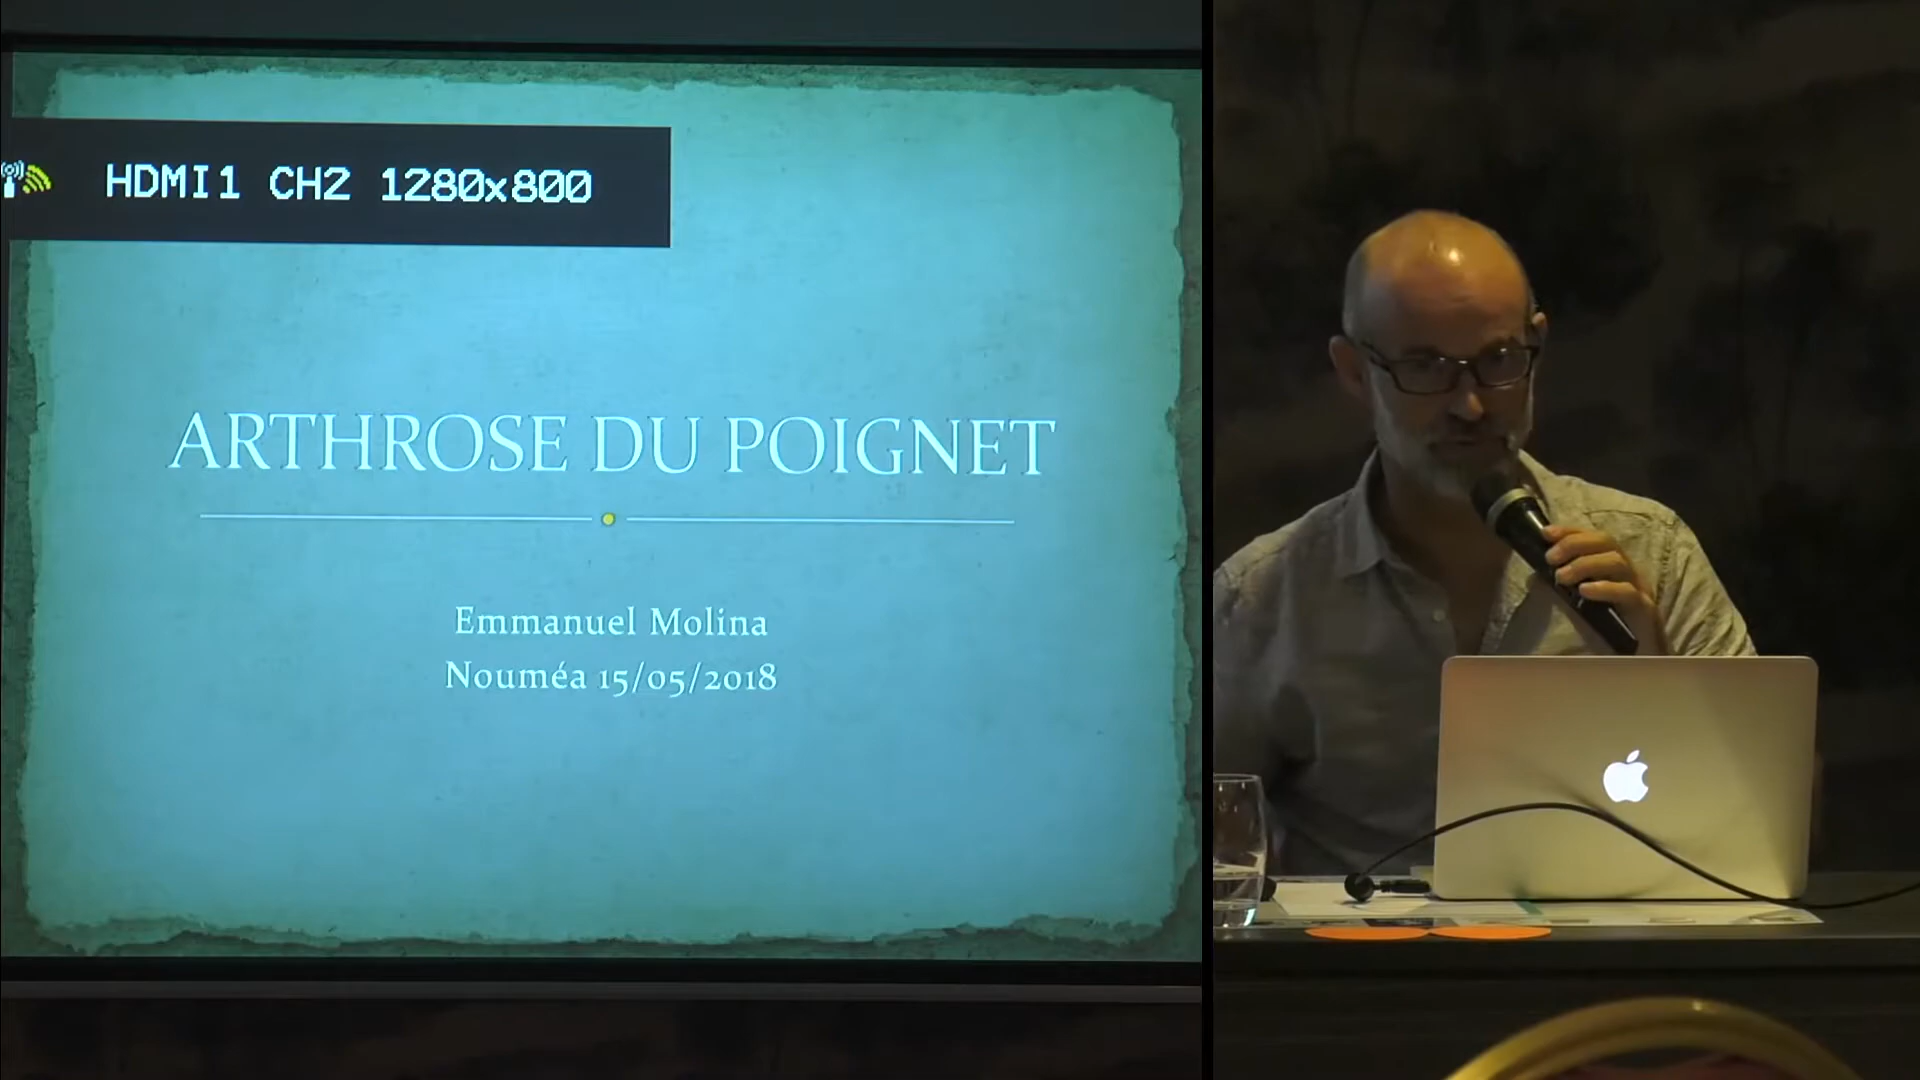 HDMI1 CH2 1280x800
ARTHROSE DU POIGNET
Emmanuel Molina
Nouméa 15/05/2018